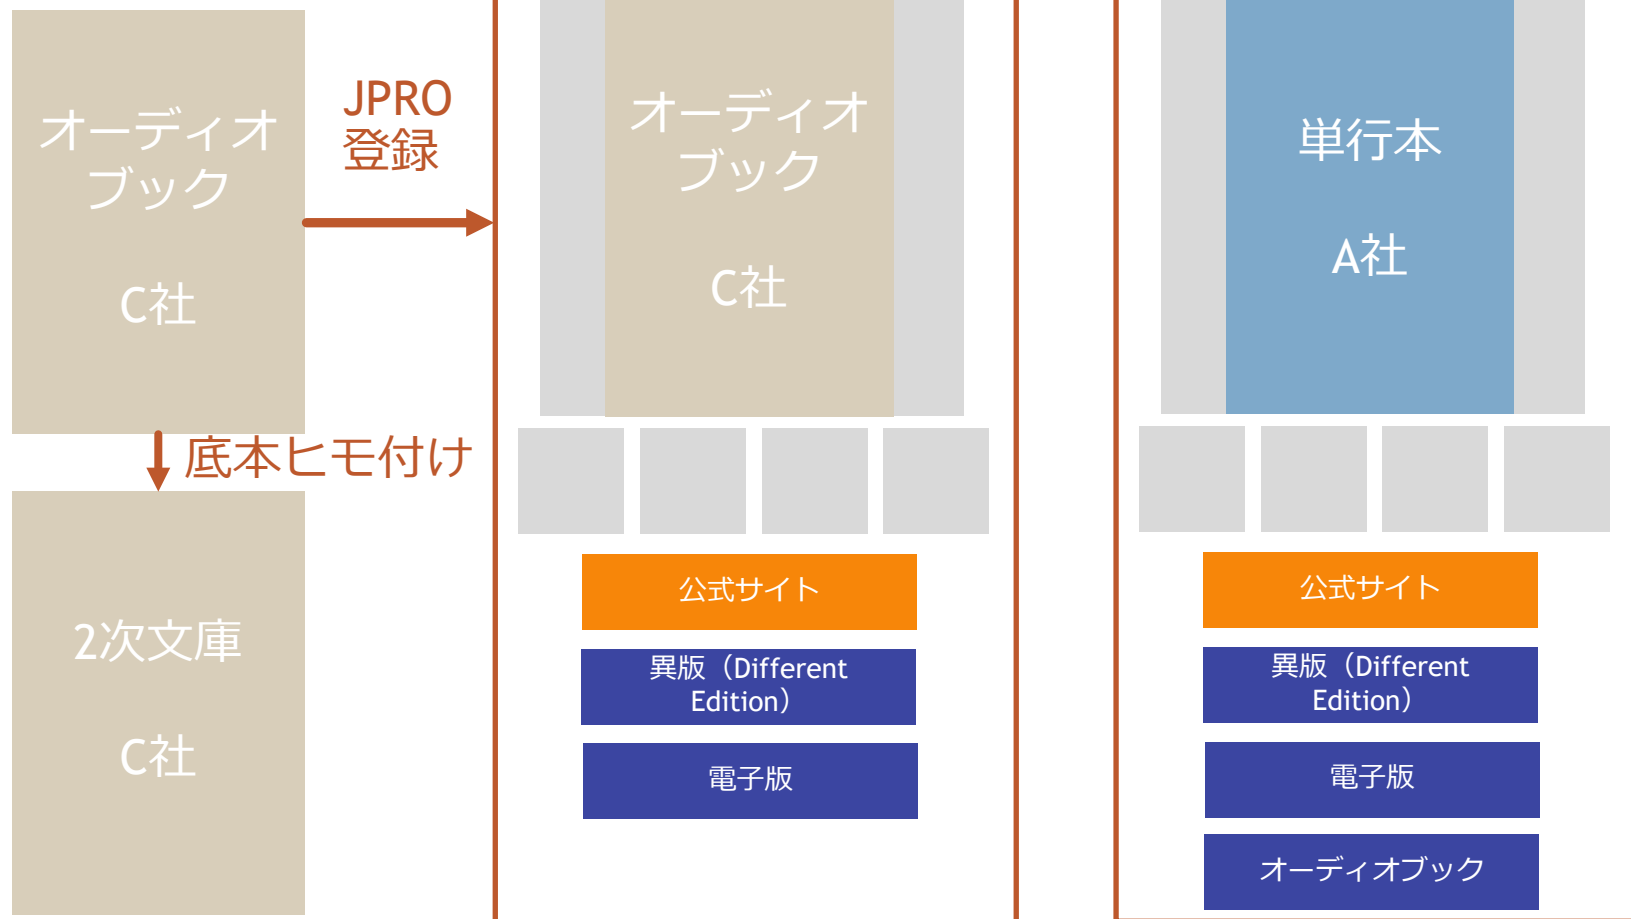 オーディオ
ブック
C社
JPRO
登録
底本ヒモ付け
2次文庫
C社
オーディオ
ブック
C社
公式サイト
異版（Different
Edition）
電子版
単行本
A社
公式サイト
異版（Different
Edition）
電子版
オーディオブック